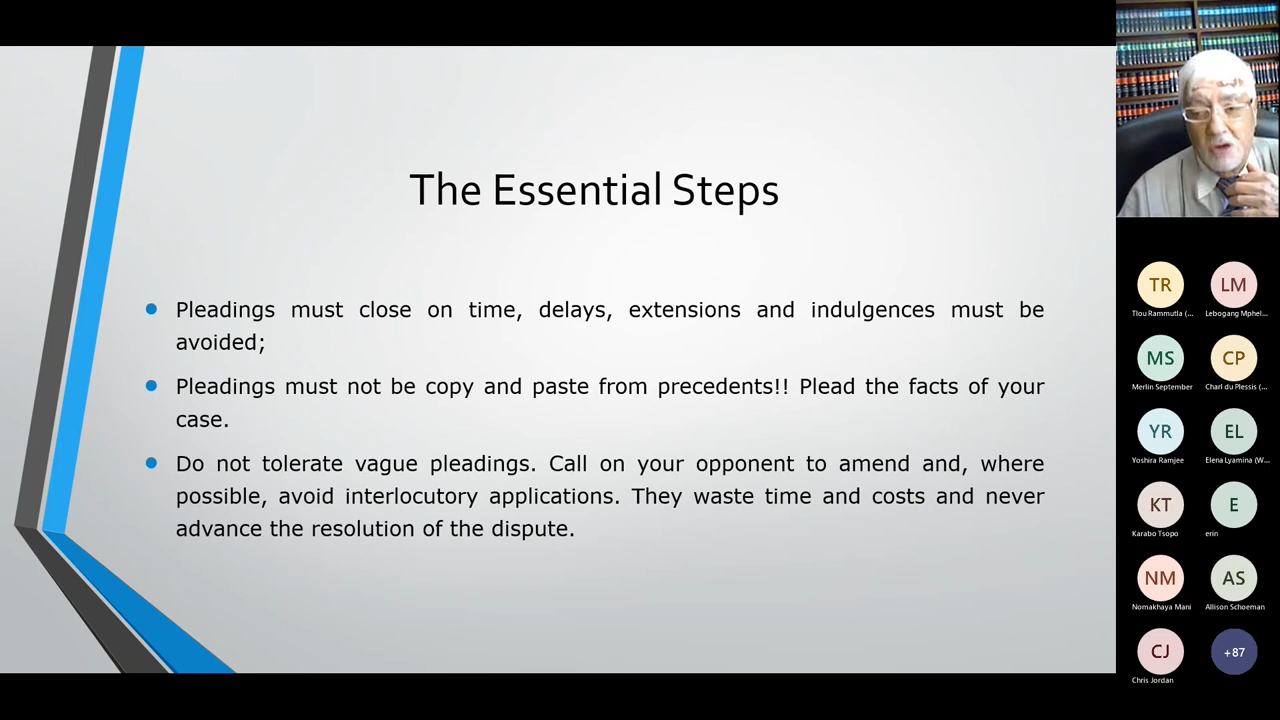 The Essential Steps
Pleadings must close on time, delays, extensions and indulgences must be
avoided;
Pleadings must not be copy and paste from precedents!! Plead the facts of your
case.
Do not tolerate vague pleadings. Call on your opponent to amend and, where
possible, avoid interlocutory applications. They waste time and costs and never
advance the resolution of the dispute.
TR
LM
Tlou Rammutla (...
Lebogang Mphel...
MS
CP
Merlin September
Charl du Plessis (...
YR
EL
Yoshira Ramjee
Elena Lyamina (W...
KT
E
Karabo Tsopo
erin
NM
AS
Nomakhaya Mani
Allison Schoeman
CJ
+87
Chris Jordan